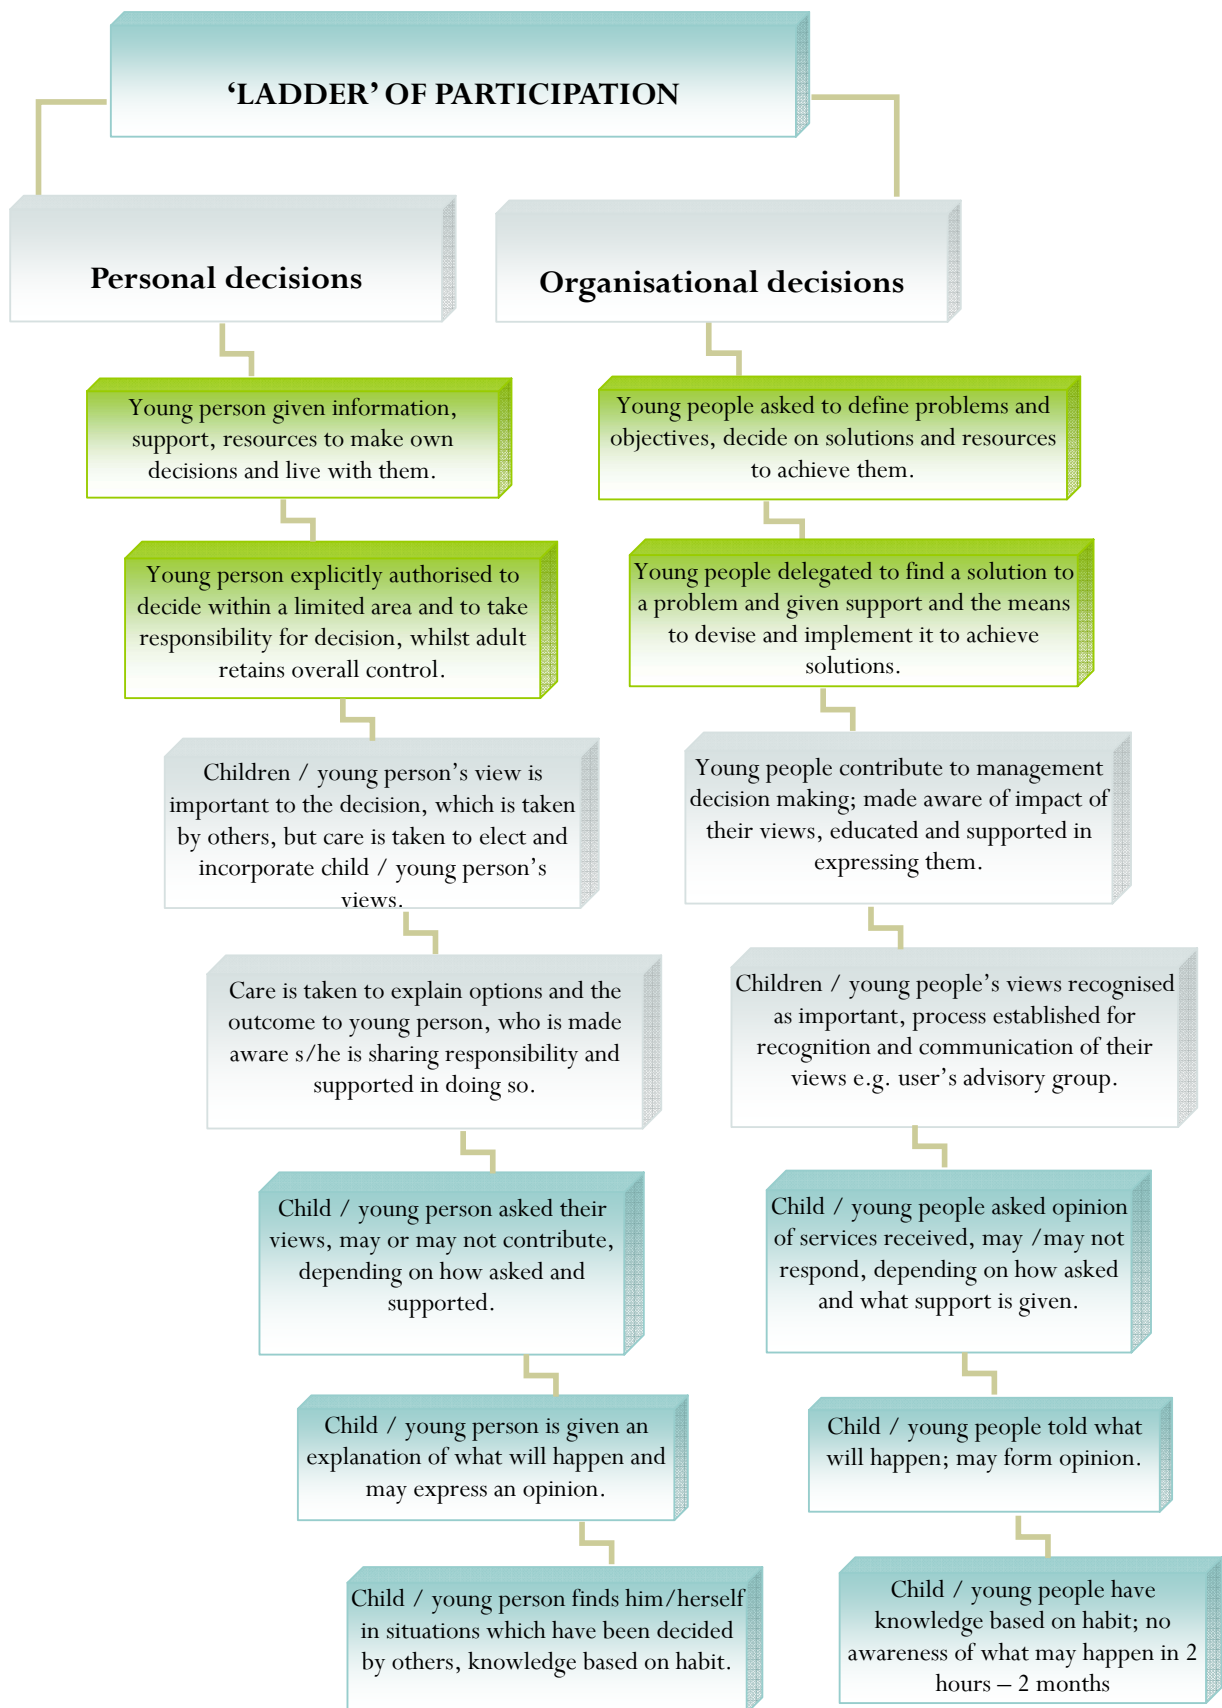 ‘LADDER’ OF PARTICIPATION
Personal decisions
Organisational decisions
Young person given information,
support, resources to make own
decisions and live with them.
Young people asked to define problems and
objectives, decide on solutions and resources
to achieve them.
Young person explicitly authorised to
decide within a limited area and to take
responsibility for decision, whilst adult
retains overall control.
Young people delegated to find a solution to
a problem and given support and the means
to devise and implement it to achieve
solutions.
Children / young person’s view is
important to the decision, which is taken
by others, but care is taken to elect and
incorporate child / young person’s
views.
Young people contribute to management
decision making; made aware of impact of
their views, educated and supported in
expressing them.
Care is taken to explain options and the
outcome to young person, who is made
aware s/he is sharing responsibility and
supported in doing so.
Children / young people’s views recognised
as important, process established for
recognition and communication of their
views e.g. user’s advisory group.
Child / young person asked their
views, may or may not contribute,
depending on how asked and
supported.
Child / young people asked opinion
of services received, may /may not
respond, depending on how asked
and what support is given.
Child / young person is given an
explanation of what will happen and
may express an opinion.
Child / young people told what
will happen; may form opinion.
Child / young person finds him/herself
in situations which have been decided
by others, knowledge based on habit.
Child / young people have
knowledge based on habit; no
awareness of what may happen in 2
hours – 2 months